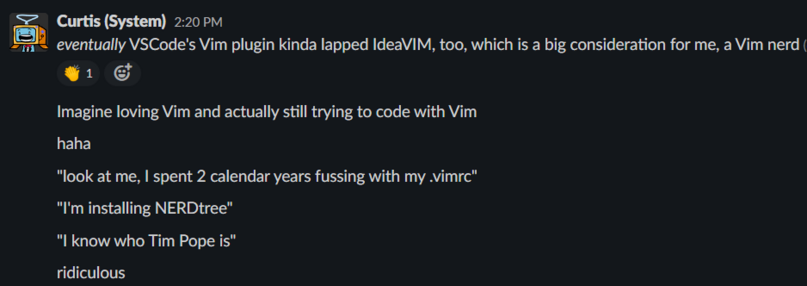 Curtis (System) 2:20 PM
eventually VSCode's Vim plugin kinda lapped IdeaVIM, too, which is a big consideration for me, a Vim nerd (
1
Imagine loving Vim and actually still trying to code with Vim
haha
"look at me, I spent 2 calendar years fussing with my .vimrc"
"I'm installing NERDtree"
"I know who Tim Pope is"
ridiculous